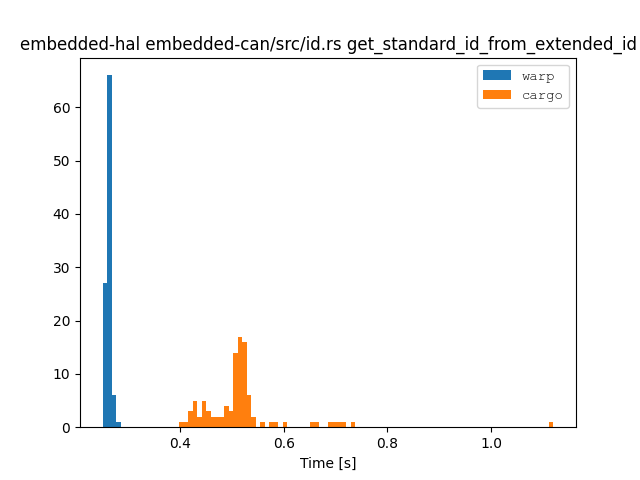 embedded-hal embedded-can/src/id.rs get_standard_id_from_extended_id
warp
cargo
60
50
40
30
20
10
0
0.4 0.6 0.8 1.0
Time [s]